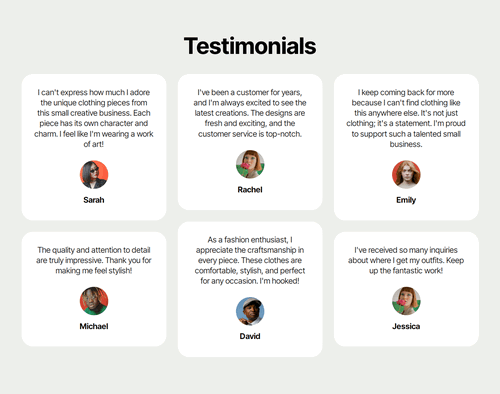 Testimonials
I can't express how much I adore
the unique clothing pieces from
this small creative business. Each
piece has its own character and
charm. I feel like I'm wearing a work
of art!
Sarah
I've been a customer for years,
and I'm always excited to see the
latest creations. The designs are
fresh and exciting, and the
customer service is top-notch.
Rachel
I keep coming back for more
because I can't find clothing like
this anywhere else. It's not just
clothing; it's a statement. I'm proud
to support such a talented small
business.
Emily
The quality and attention to detail
are truly impressive. Thank you for
making me feel stylish!
Michael
As a fashion enthusiast, I
appreciate the craftsmanship in
every piece. These clothes are
comfortable, stylish, and perfect
for any occasion. I'm hooked!
David
I've received so many inquiries
about where I get my outfits. Keep
up the fantastic work!
Jessica